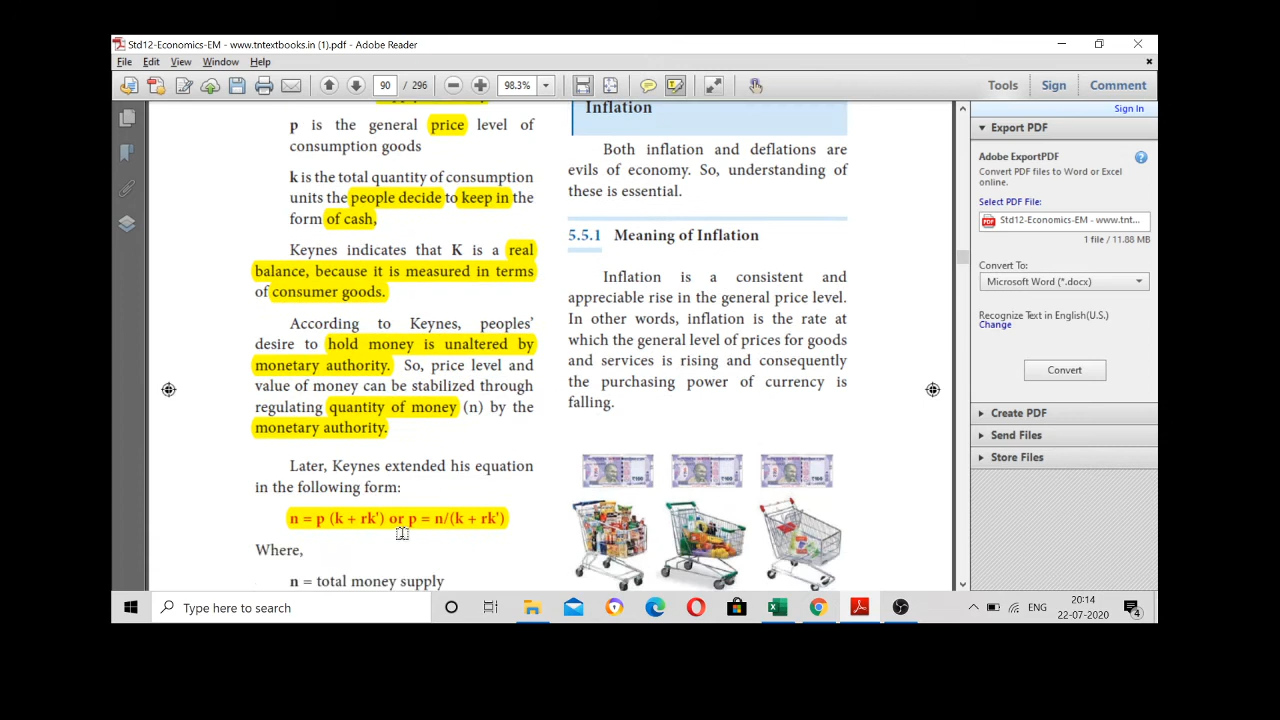 Std12-Economics-EM - www.tntextbooks.in (1).pdf - Adobe Reader
File Edit View Window Help
90 / 296
98.3%
Tools Sign Comment
p is the general price level of
consumption goods
k is the total quantity of consumption
units the people decide to keep in the
form of cash,
Keynes indicates that K is a real
balance, because it is measured in terms
of consumer goods.
According to Keynes, peoples'
desire to hold money is unaltered by
monetary authority. So, price level and
value of money can be stabilized through
regulating quantity of money (n) by the
monetary authority.
Later, Keynes extended his equation
in the following form:
n = p (k + rk') or p = n/(k + rk')
Where,
n = total money supply
Inflation
Both inflation and deflations are
evils of economy. So, understanding of
these is essential.
5.5.1 Meaning of Inflation
Inflation is a consistent and
appreciable rise in the general price level.
In other words, inflation is the rate at
which the general level of prices for goods
and services is rising and consequently
the purchasing power of currency is
falling.
Sign In
Export PDF
Adobe ExportPDF
Convert PDF files to Word or Excel
online.
Select PDF File:
Std12-Economics-EM - www.tnt...
1 file / 11.88 MB
Convert To:
Microsoft Word (*.docx)
Recognize Text in English(U.S.)
Change
Convert
Create PDF
Send Files
Store Files
Type here to search
ENG
20:14
22-07-2020
4